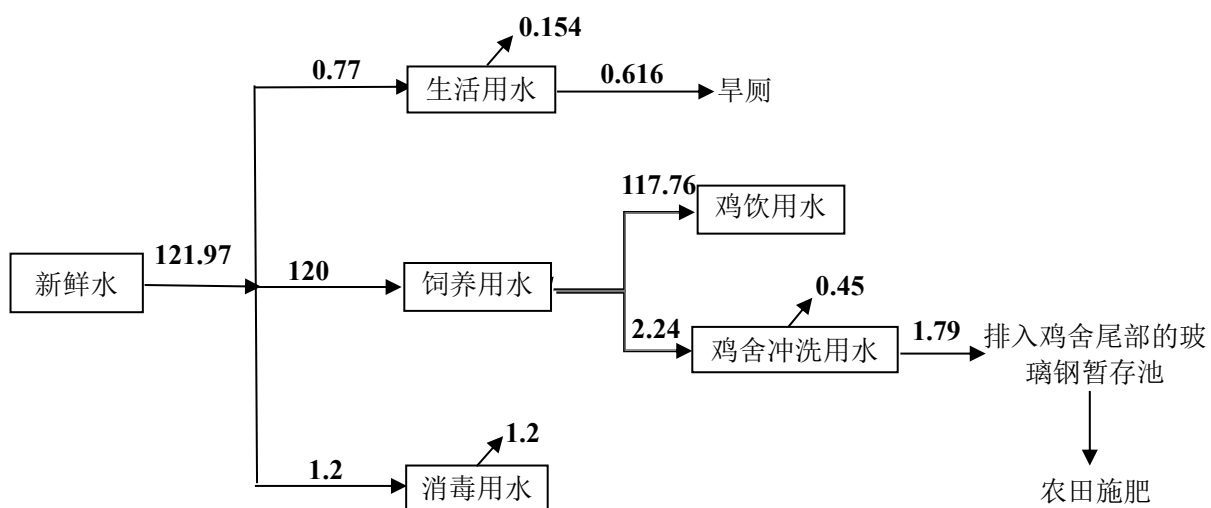 0.154
0.77
生活用水
0.616
旱厕
117.76
鸡饮用水
新鲜水
121.97
120
饲养用水
0.45
2.24
鸡舍冲洗用水
1.79
排入鸡舍尾部的玻
璃钢暂存池
1.2
1.2
消毒用水
农田施肥